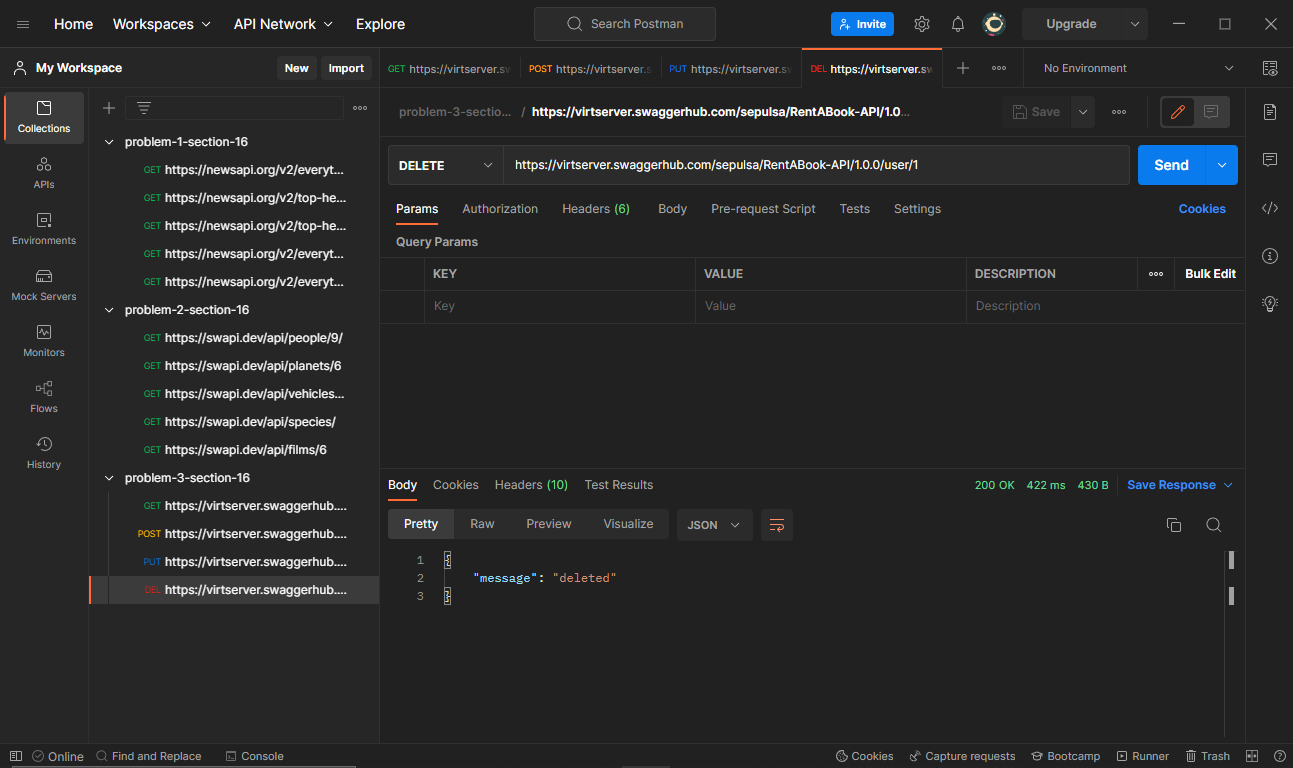 Home Workspaces API Network Explore Search Postman Invite Upgrade
My Workspace New Import GET https://virtserver.sw POST https://virtserver.s PUT https://virtserver.sw DEL https://virtserver.sw No Environment
problem-3-sectio... / https://virtserver.swaggerhub.com/sepulsa/RentABook-API/1.0... Save
Collections
APIs
Environments
Mock Servers
Monitors
Flows
History
problem-1-section-16
GET https://newsapi.org/v2/everyt...
GET https://newsapi.org/v2/top-he...
GET https://newsapi.org/v2/top-he...
GET https://newsapi.org/v2/everyt...
GET https://newsapi.org/v2/everyt...
problem-2-section-16
GET https://swapi.dev/api/people/9/
GET https://swapi.dev/api/planets/6
GET https://swapi.dev/api/vehicles...
GET https://swapi.dev/api/species/
GET https://swapi.dev/api/films/6
problem-3-section-16
GET https://virtserver.swaggerhub....
POST https://virtserver.swaggerhub....
PUT https://virtserver.swaggerhub....
DEL https://virtserver.swaggerhub....
DELETE https://virtserver.swaggerhub.com/sepulsa/RentABook-API/1.0.0/user/1 Send
Params Authorization Headers (6) Body Pre-request Script Tests Settings Cookies
Query Params
KEY VALUE DESCRIPTION Bulk Edit
Key Value Description
Body Cookies Headers (10) Test Results 200 OK 422 ms 430 B Save Response
Pretty Raw Preview Visualize JSON
1 {
2 "message": "deleted"
3 }
Online Find and Replace Console Cookies Capture requests Bootcamp Runner Trash